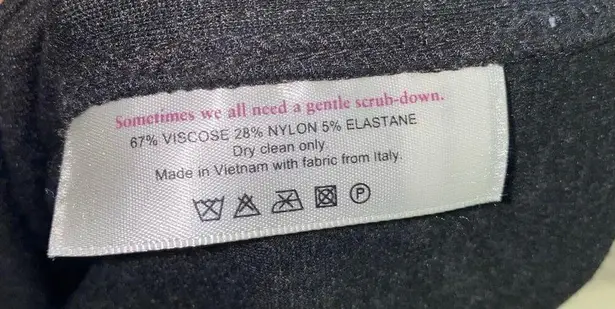 Sometimes we all need a gentle scrub-down.
67% VISCOSE 28% NYLON 5% ELASTANE
Dry clean only
Made in Vietnam with fabric from Italy.
P